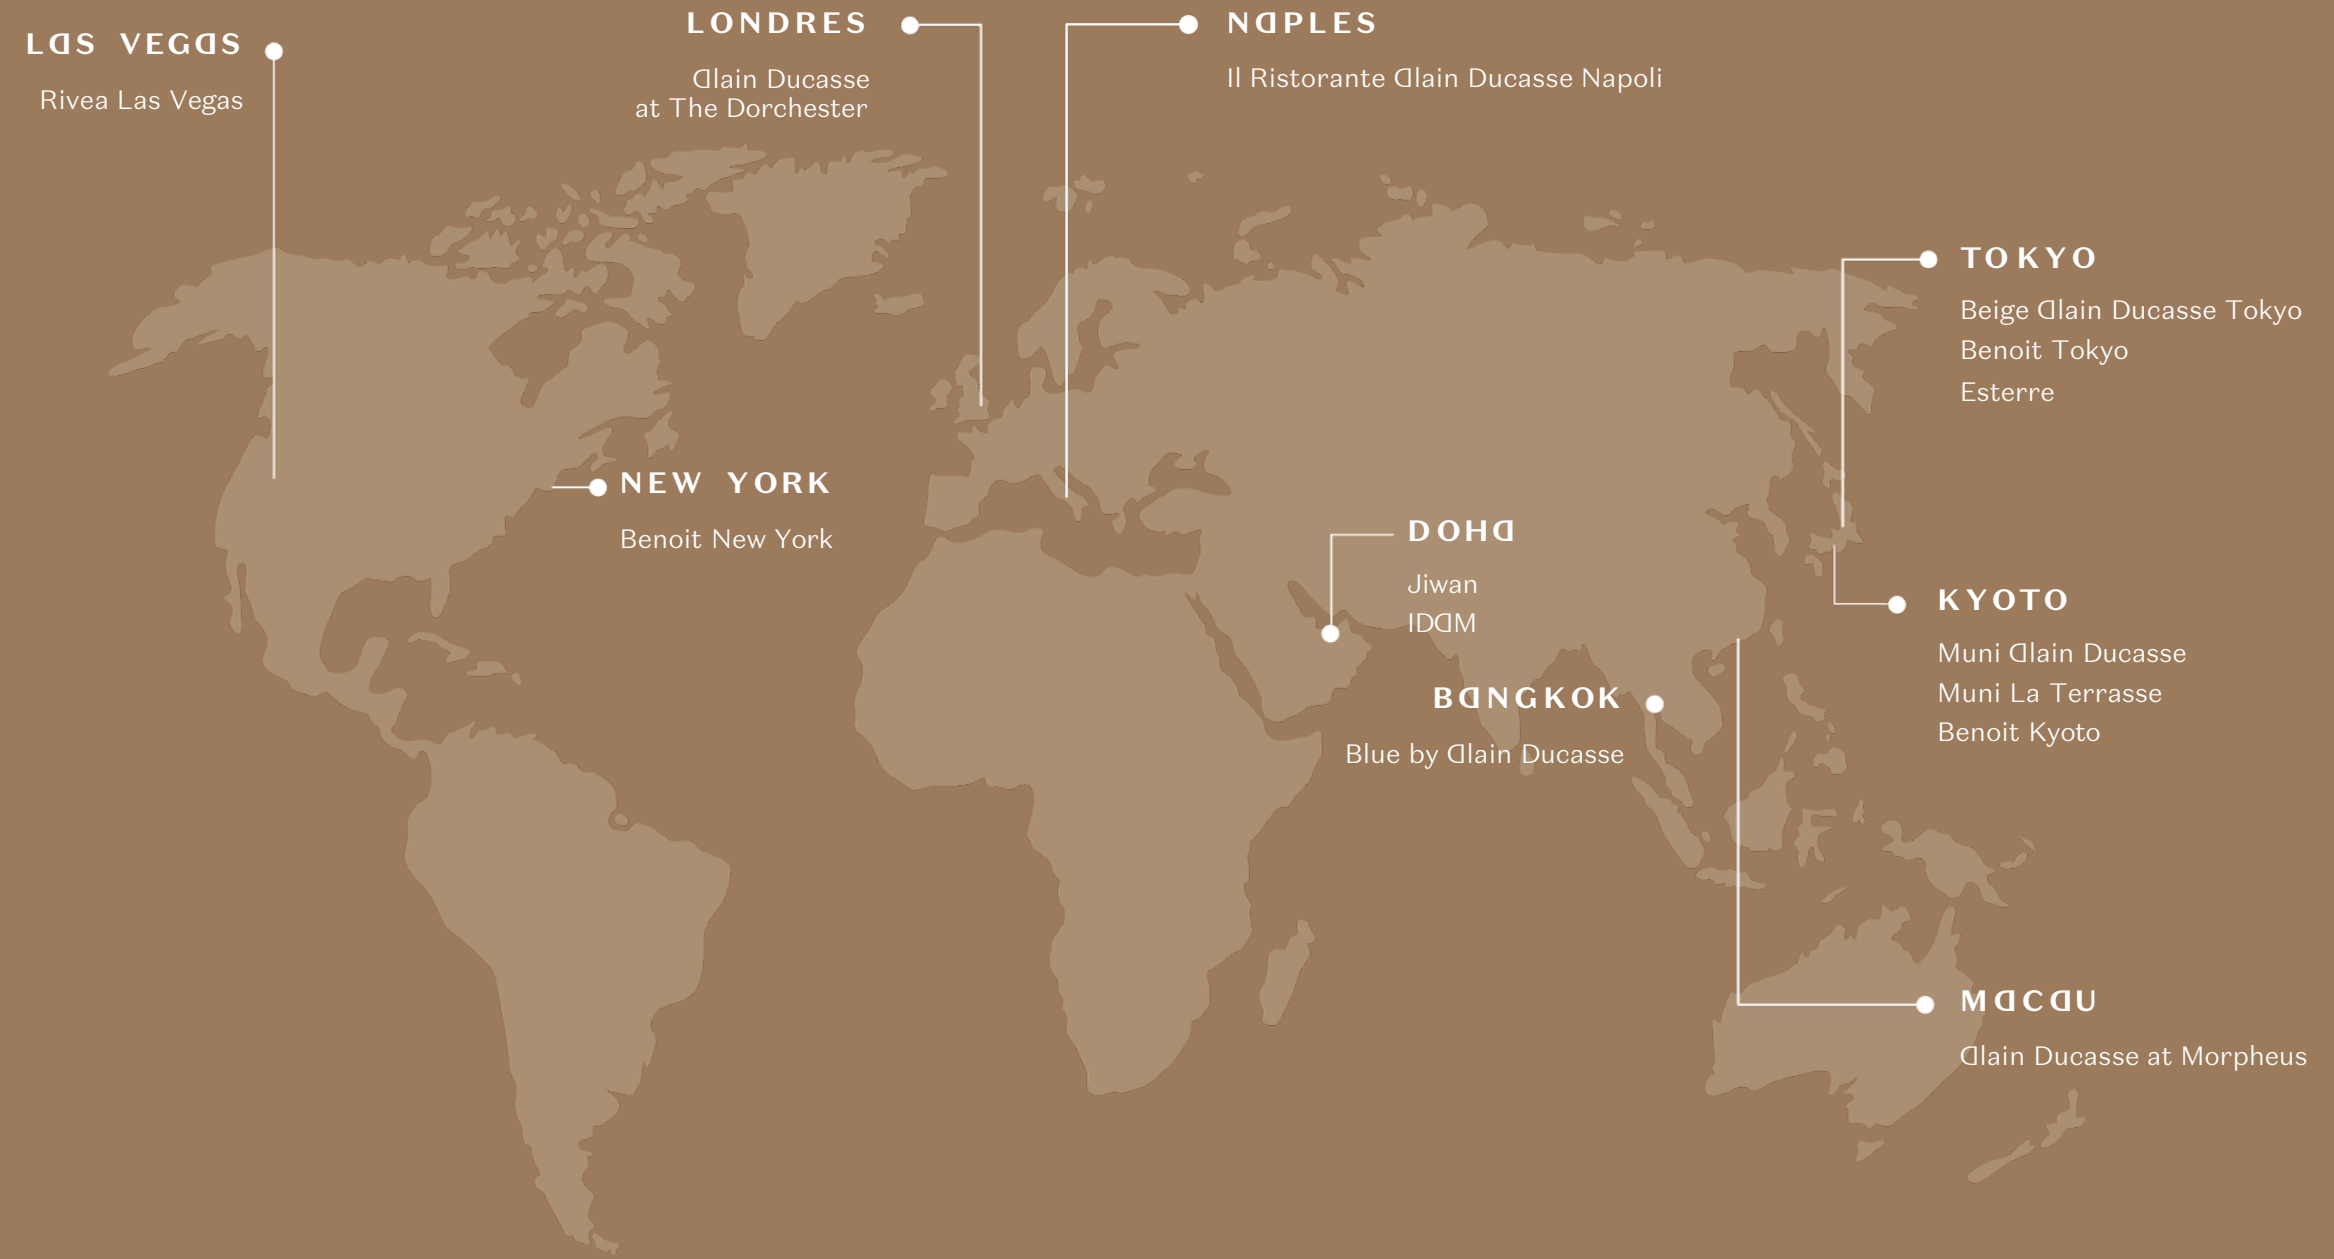 LAS VEGAS
Rivea Las Vegas
LONDRES
Alain Ducasse
at The Dorchester
NAPLES
Il Ristorante Alain Ducasse Napoli
TOKYO
Beige Alain Ducasse Tokyo
Benoit Tokyo
Esterre
NEW YORK
Benoit New York
DOHA
Jiwan
IDAM
KYOTO
Muni Alain Ducasse
Muni La Terrasse
Benoit Kyoto
BANGKOK
Blue by Alain Ducasse
MACAU
Alain Ducasse at Morpheus